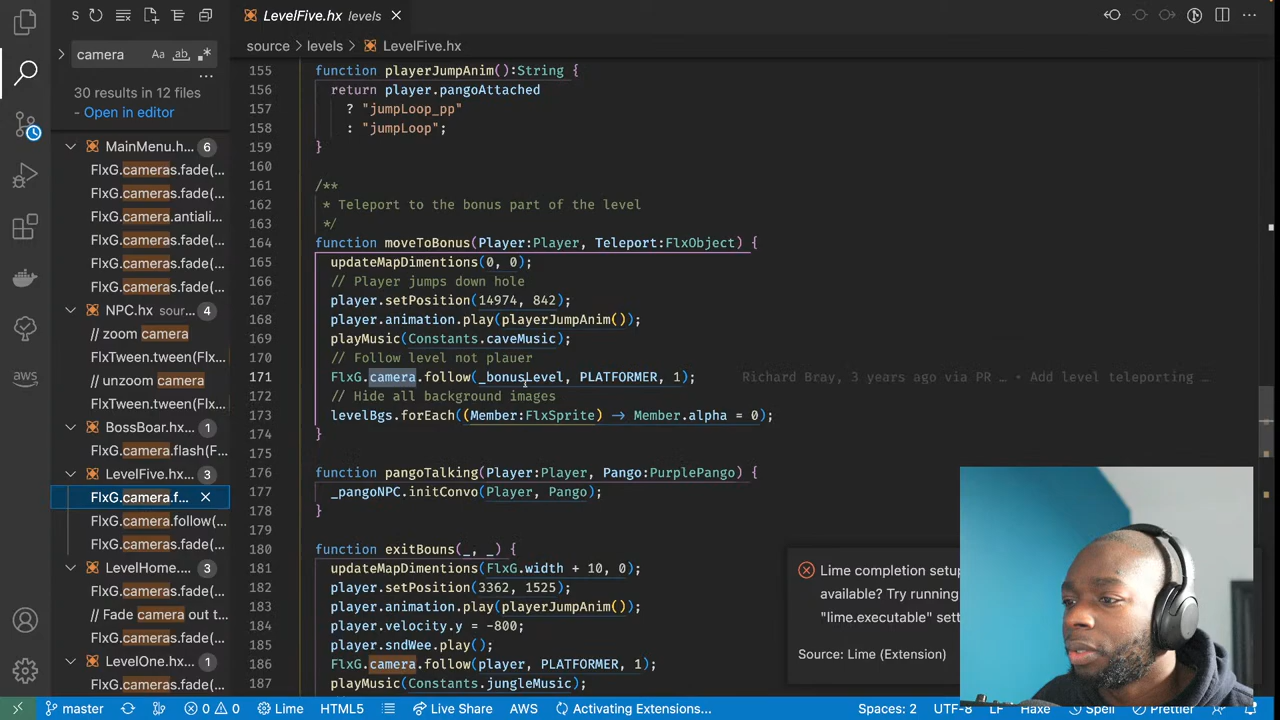 S
LevelFive.hx levels
camera
Aa ab
source > levels > LevelFive.hx
30 results in 12 files
- Open in editor
MainMenu.h... 6
FlxG.cameras.fade(...
FlxG.cameras.fade(...
FlxG.camera.antiali...
FlxG.cameras.fade(...
FlxG.cameras.fade(...
FlxG.cameras.fade(...
NPC.hx sour... 4
// zoom camera
FlxTween.tween(Flx...
// unzoom camera
FlxTween.tween(Flx...
BossBoar.hx... 1
FlxG.camera.flash(F...
LevelFive.hx... 3
FlxG.camera.f...
FlxG.camera.follow(...
FlxG.cameras.fade(...
LevelHome.... 3
FlxG.cameras.fade(...
// Fade camera out t...
FlxG.cameras.fade(...
LevelOne.h... 1
FlxG.cameras.fade(...
155 function playerJumpAnim():String {
156 return player.pangoAttached
157 ? "jumpLoop_pp"
158 : "jumpLoop";
159 }
160
161 /**
162 * Teleport to the bonus part of the level
163 */
164 function moveToBonus(Player:Player, Teleport:FlxObject) {
165 updateMapDimentions(0, 0);
166 // Player jumps down hole
167 player.setPosition(14974, 842);
168 player.animation.play(playerJumpAnim());
169 playMusic(Constants.caveMusic);
170 // Follow level not plauer
171 FlxG.camera.follow(_bonusLevel, PLATFORMER, 1); Richard Bray, 3 years ago via PR ... • Add level teleporting ...
172 // Hide all background images
173 levelBgs.forEach((Member:FlxSprite) -> Member.alpha = 0);
174 }
175
176 function pangoTalking(Player:Player, Pango:PurplePango) {
177 _pangoNPC.initConvo(Player, Pango);
178 }
179
180 function exitBouns(_, _) {
181 updateMapDimentions(FlxG.width + 10, 0);
182 player.setPosition(3362, 1525);
183 player.animation.play(playerJumpAnim());
184 player.velocity.y = -800;
185 player.sndWee.play();
186 FlxG.camera.follow(player, PLATFORMER, 1);
187 playMusic(Constants.jungleMusic);
Lime completion setup
available? Try running
"lime.executable" sett
Source: Lime (Extension)
master 0 0 Lime HTML5 Live Share AWS Activating Extensions... Spaces: 2 UTF-8 LF Haxe Spell Prettier